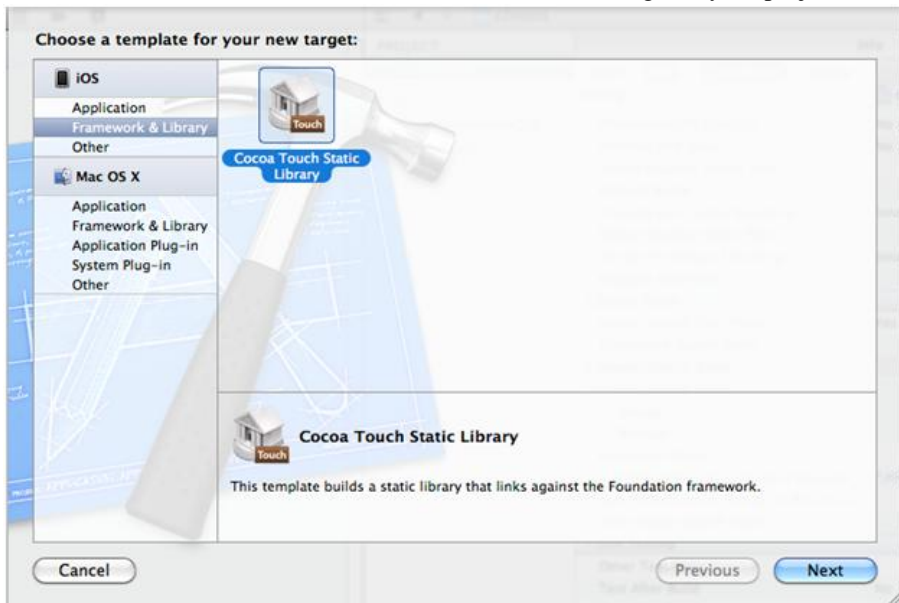 Choose a template for your new target:
iOS
Application
Framework & Library
Other
Mac OS X
Application
Framework & Library
Application Plug-in
System Plug-in
Other
Touch
Cocoa Touch Static
Library
Touch
Cocoa Touch Static Library
This template builds a static library that links against the Foundation framework.
Cancel
Previous
Next